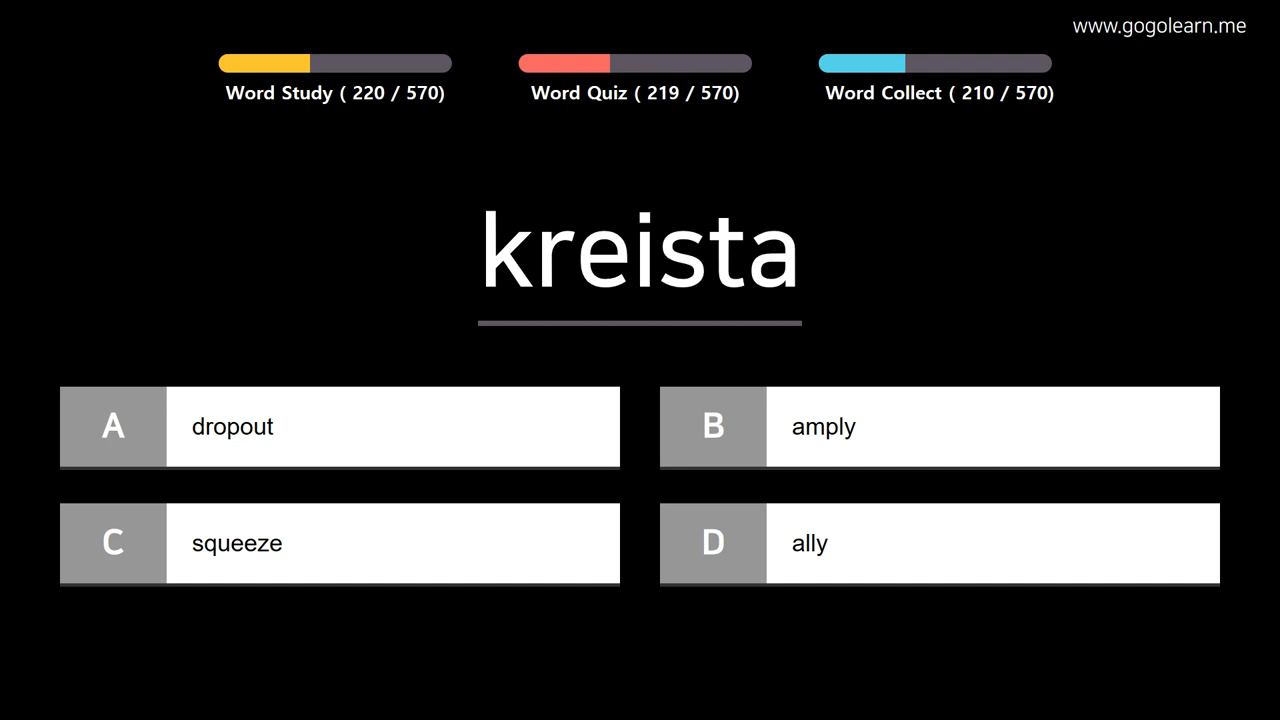 www.gogolearn.me
Word Study ( 220 / 570)
Word Quiz ( 219 / 570)
Word Collect ( 210 / 570)
kreista
A
dropout
B
amply
C
squeeze
D
ally